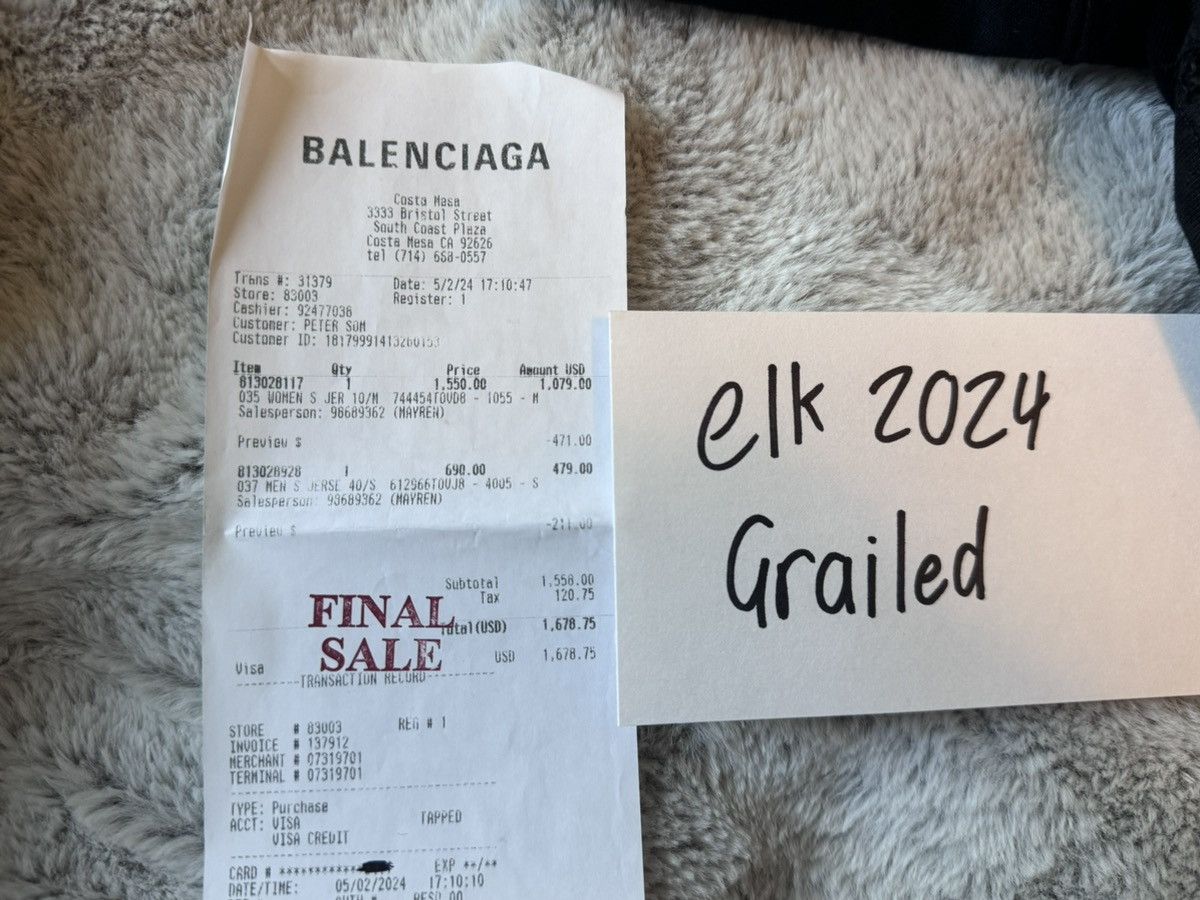 BALENCIAGA
Costa Mesa
3333 Bristol Street
South Coast Plaza
Costa Mesa CA 92626
tel (714) 668-0557
Trans #: 31379 Date: 5/2/24 17:10:47
Store: 83003 Register: 1
Cashier: 92477036
Customer: PETER SOM
Customer ID:
Item Qty Price Amount USD
813028117 1 1,550.00 1,079.00
035 WOMEN S JER 10/M 744454TOVD8 - 1055 - M
Salesperson: 98689362 (MAYREN)
Preview $ -471.00
813028928 1 690.00 479.00
037 MEN S JERSE 40/S 612966TOVJ8 - 4005 - S
Salesperson: 98689362 (MAYREN)
Preview $ -211.00
Subtotal 1,558.00
Tax 120.75
Total(USD) 1,678.75
FINAL
SALE
Visa USD 1,678.75
TRANSACTION RECORD
STORE # 83003 REG # 1
INVOICE # 137912
MERCHANT # 07319701
TERMINAL # 07319701
TYPE: Purchase
ACCT: VISA TAPPED
VISA CREDIT
CARD # *********** EXP **/**
DATE/TIME: 05/02/2024 17:10:10
elk 2024
Grailed